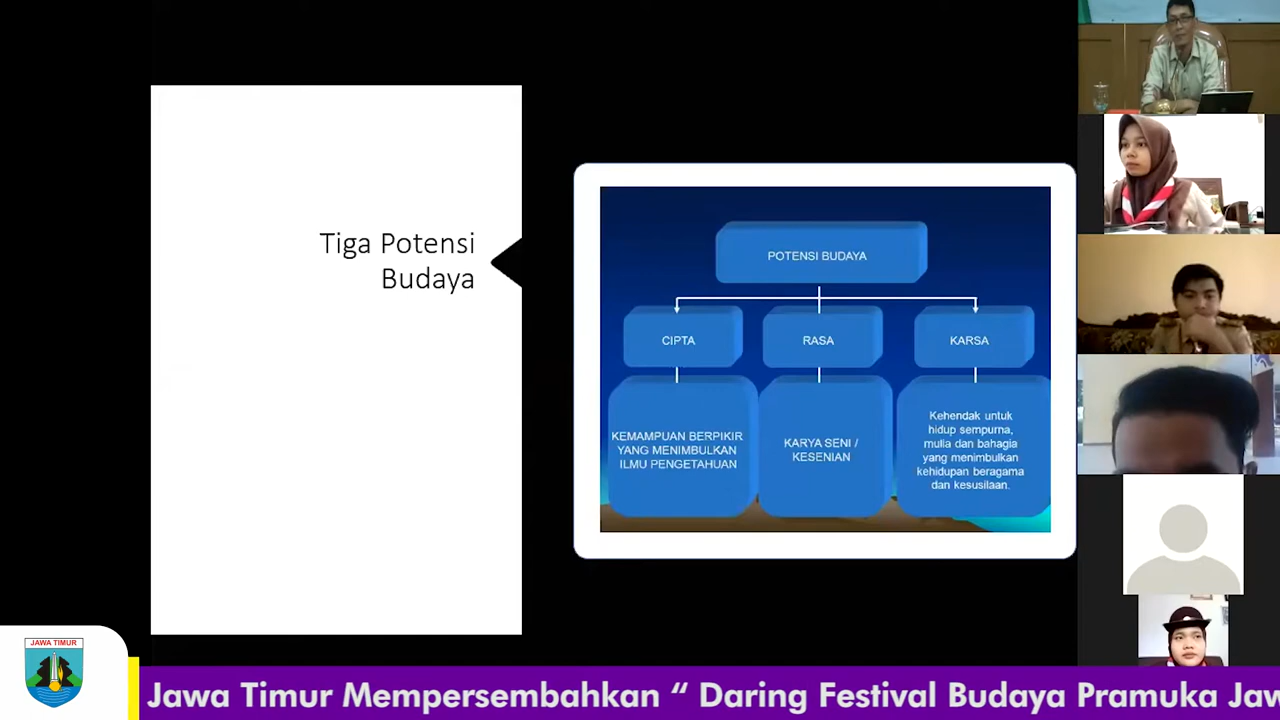 Tiga Potensi
Budaya
POTENSI BUDAYA
CIPTA
RASA
KARSA
KEMAMPUAN BERPIKIR
YANG MENIMBULKAN
ILMU PENGETAHUAN
KARYA SENI /
KESENIAN
Kehendak untuk
hidup sempurna,
mulia dan bahagia
yang menimbulkan
kehidupan beragama
dan kesusilaan.
JAWA TIMUR
Jawa Timur Mempersembahkan “ Daring Festival Budaya Pramuka Jaw